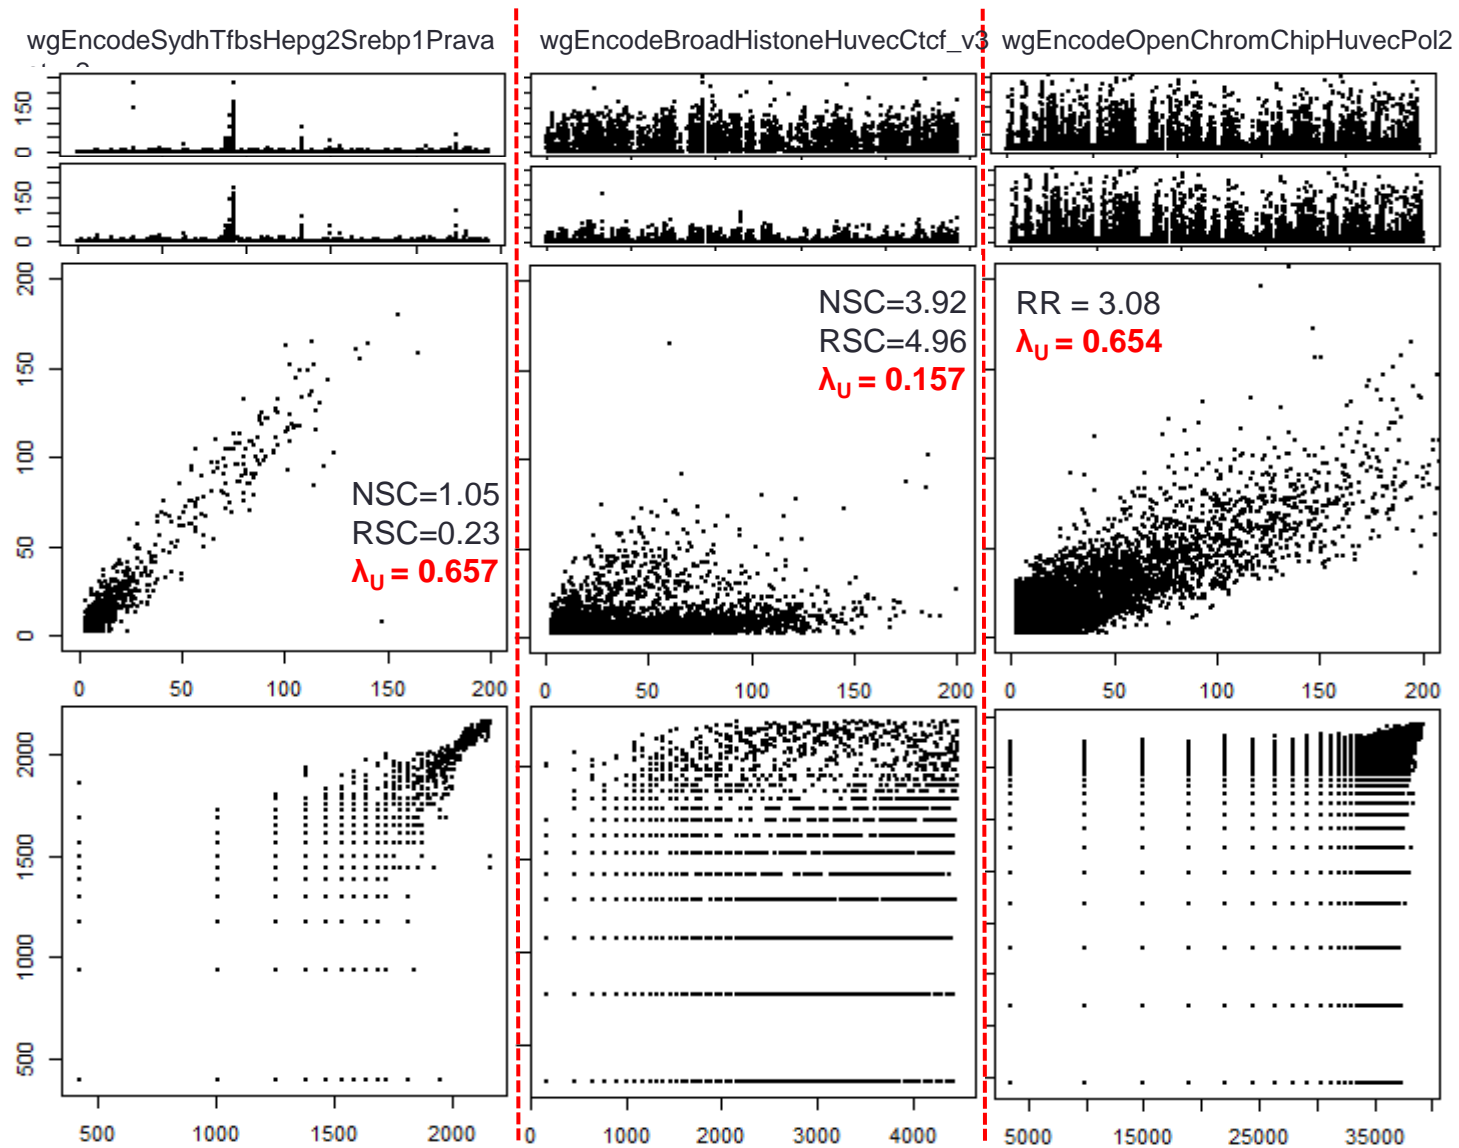 wgEncodeSydhTfbsHepg2Srebp1Prava
wgEncodeBroadHistoneHuvecCtcf_v3
wgEncodeOpenChromChipHuvecPol2
150
0
150
0
200
150
100
50
0
NSC=1.05
RSC=0.23
λU = 0.657
NSC=3.92
RSC=4.96
λU = 0.157
RR = 3.08
λU = 0.654
0 50 100 150 200
0 50 100 150 200
0 50 100 150 200
2000
1500
1000
500
500 1000 1500 2000
0 1000 2000 3000 4000
5000 15000 25000 35000